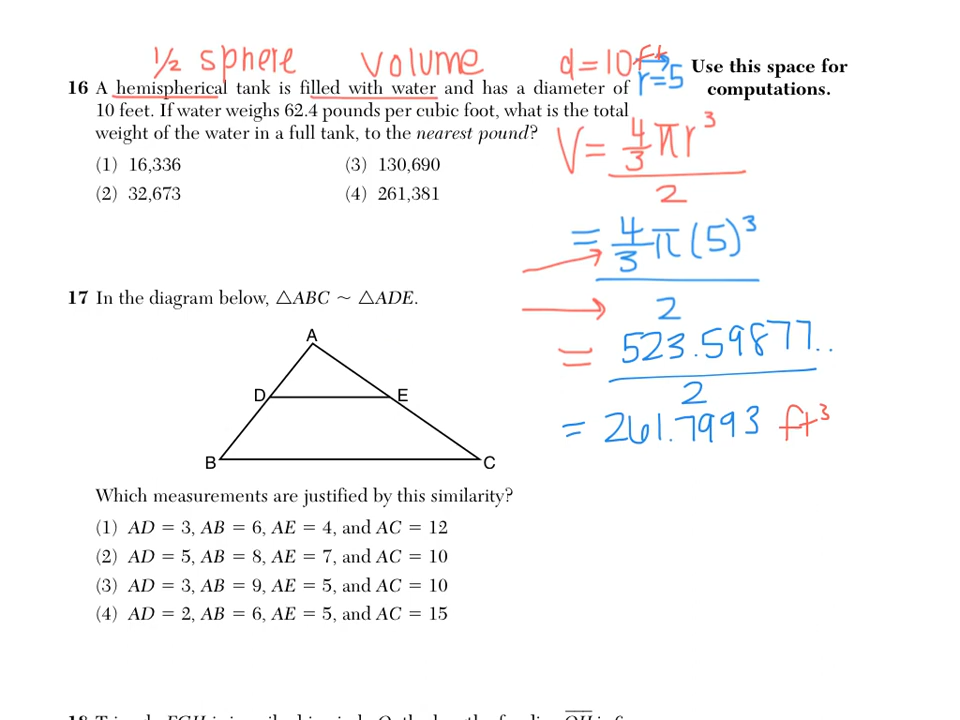 ½ sphere volume d=10ft
r=5
Use this space for
computations.
16 A hemispherical tank is filled with water and has a diameter of
10 feet. If water weighs 62.4 pounds per cubic foot, what is the total
weight of the water in a full tank, to the nearest pound?
(1) 16,336 (3) 130,690
(2) 32,673 (4) 261,381
V= 4/3 πr³
2
= 4/3 π(5)³
2
= 523.59877..
2
= 261.7993 ft³
17 In the diagram below, △ABC ~ △ADE.
A
D E
B C
Which measurements are justified by this similarity?
(1) AD = 3, AB = 6, AE = 4, and AC = 12
(2) AD = 5, AB = 8, AE = 7, and AC = 10
(3) AD = 3, AB = 9, AE = 5, and AC = 10
(4) AD = 2, AB = 6, AE = 5, and AC = 15